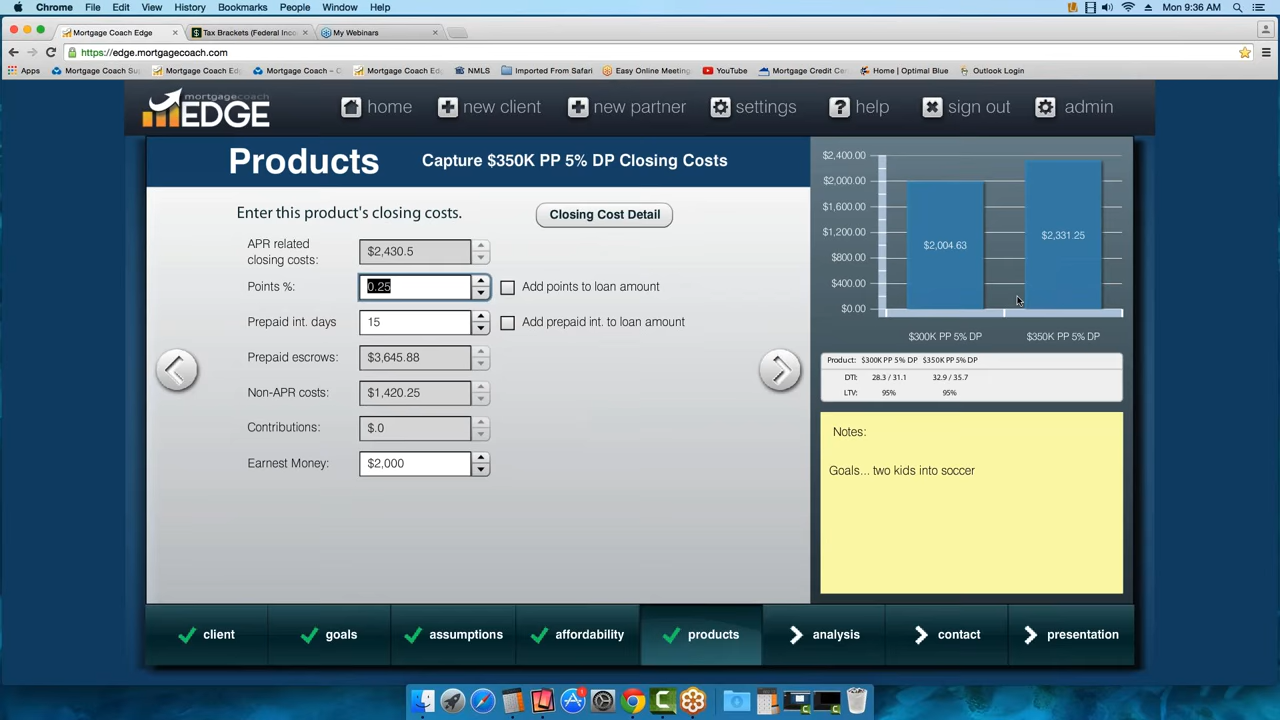 Chrome File Edit View History Bookmarks People Window Help Mon 9:36 AM
Mortgage Coach Edge Tax Brackets (Federal Inc My Webinars
https://edge.mortgagecoach.com
Apps Mortgage Coach Su Mortgage Coach Ed Mortgage Coach – C Mortgage Coach Ed NMLS Imported From Safari Easy Online Meeting YouTube Mortgage Credit Ce Home | Optimal Blue Outlook Login
mortgagecoach
EDGE
home new client new partner settings help sign out admin
Products Capture $350K PP 5% DP Closing Costs
Enter this product's closing costs. Closing Cost Detail
APR related closing costs: $2,430.5
Points %: 0.25 Add points to loan amount
Prepaid int. days 15 Add prepaid int. to loan amount
Prepaid escrows: $3,645.88
Non-APR costs: $1,420.25
Contributions: $.0
Earnest Money: $2,000
$2,400.00
$2,000.00
$1,600.00
$1,200.00
$800.00
$400.00
$0.00
$2,004.63 $2,331.25
$300K PP 5% DP $350K PP 5% DP
Product: $300K PP 5% DP $350K PP 5% DP
DTI: 28.3 / 31.1 32.9 / 35.7
LTV: 95% 95%
Notes:
Goals... two kids into soccer
client goals assumptions affordability products analysis contact presentation